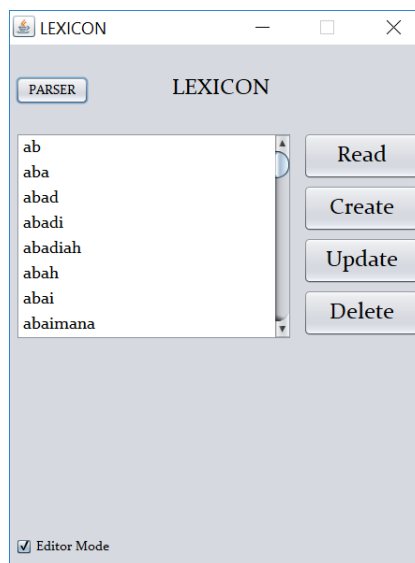 LEXICON
PARSER
LEXICON
ab
aba
abad
abadi
abadiah
abah
abai
abaimana
Read
Create
Update
Delete
Editor Mode